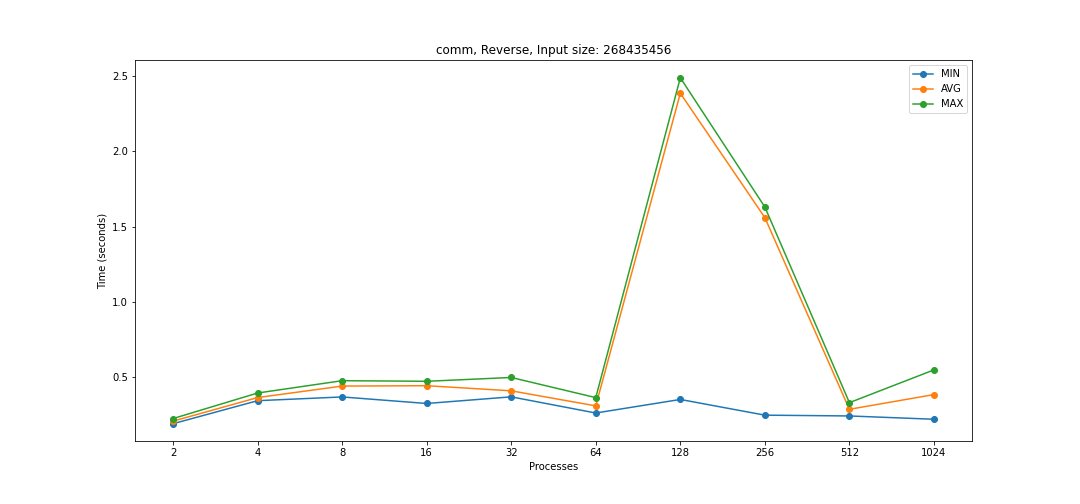 comm, Reverse, Input size: 268435456
MIN
AVG
MAX
2.5
2.0
1.5
1.0
0.5
Time (seconds)
2 4 8 16 32 64 128 256 512 1024
Processes